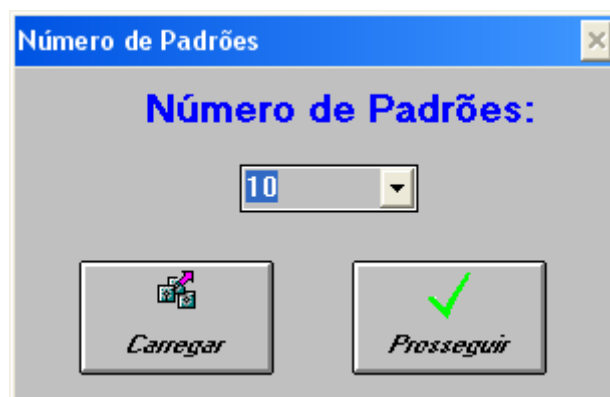 Número de Padrões
Número de Padrões:
10
Carregar
Prosseguir